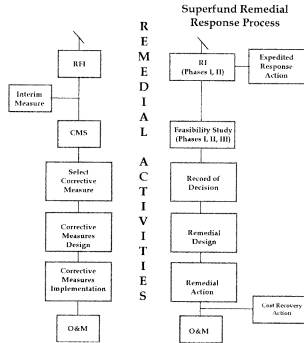 Superfund Remedial
Response Process
RFI
Interim
Measure
CMS
Select
Corrective
Measure
Corrective
Measures
Design
Corrective
Measures
Implementation
O&M
REMEDIAL ACTIVITIES
RI
(Phases I, II)
Expedited
Response
Action
Feasibility Study
(Phases I, II, III)
Record of
Decision
Remedial
Design
Remedial
Action
Cost Recovery
Action
O&M